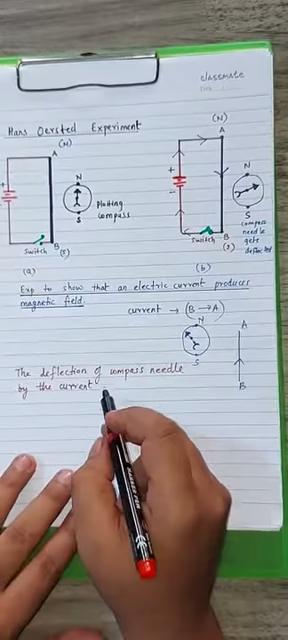 classmate
Hans Oersted Experiment
(N)
A
+
-
N
S
Plotting
compass
Switch
B
(S)
(a)
(N)
A
+
-
N
S
compass
needle
gets
deflected
Switch
B
(S)
(b)
Exp to show that an electric current produces
magnetic field.
current → (B → A)
N
S
A
B
The deflection of compass needle
by the current